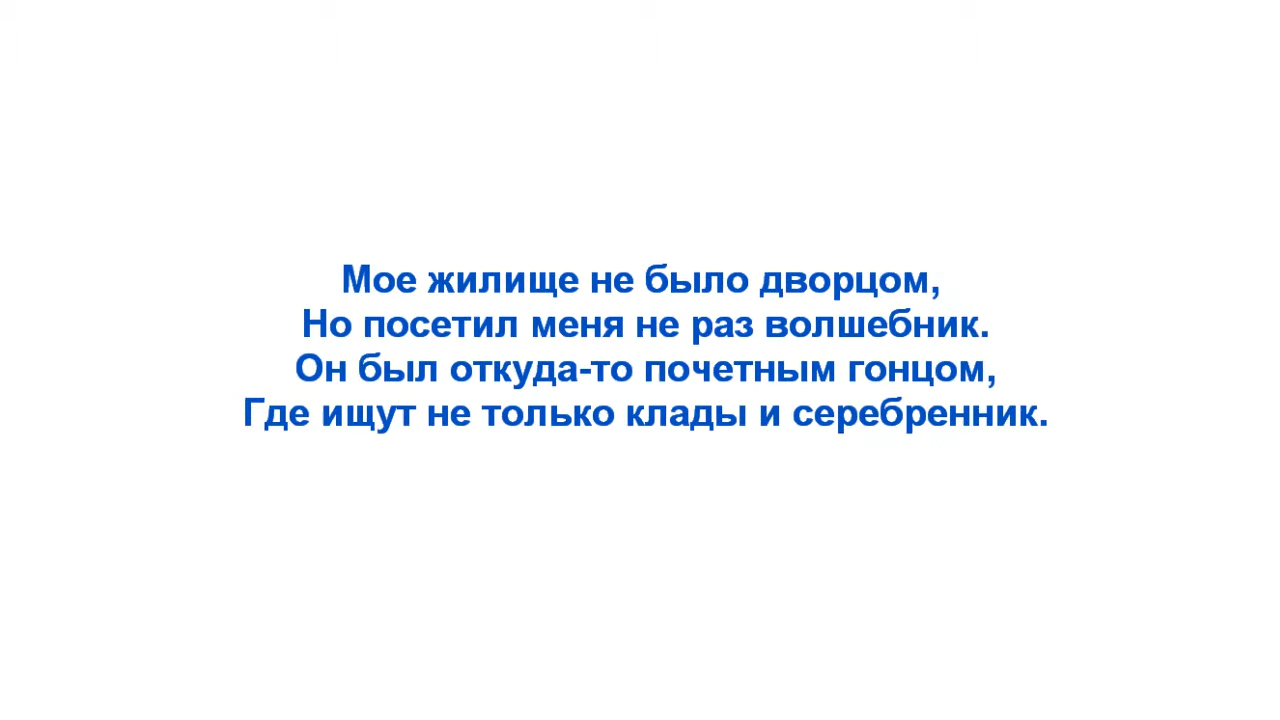 Мое жилище не было дворцом,
Но посетил меня не раз волшебник.
Он был откуда-то почетным гонцом,
Где ищут не только клады и серебренник.